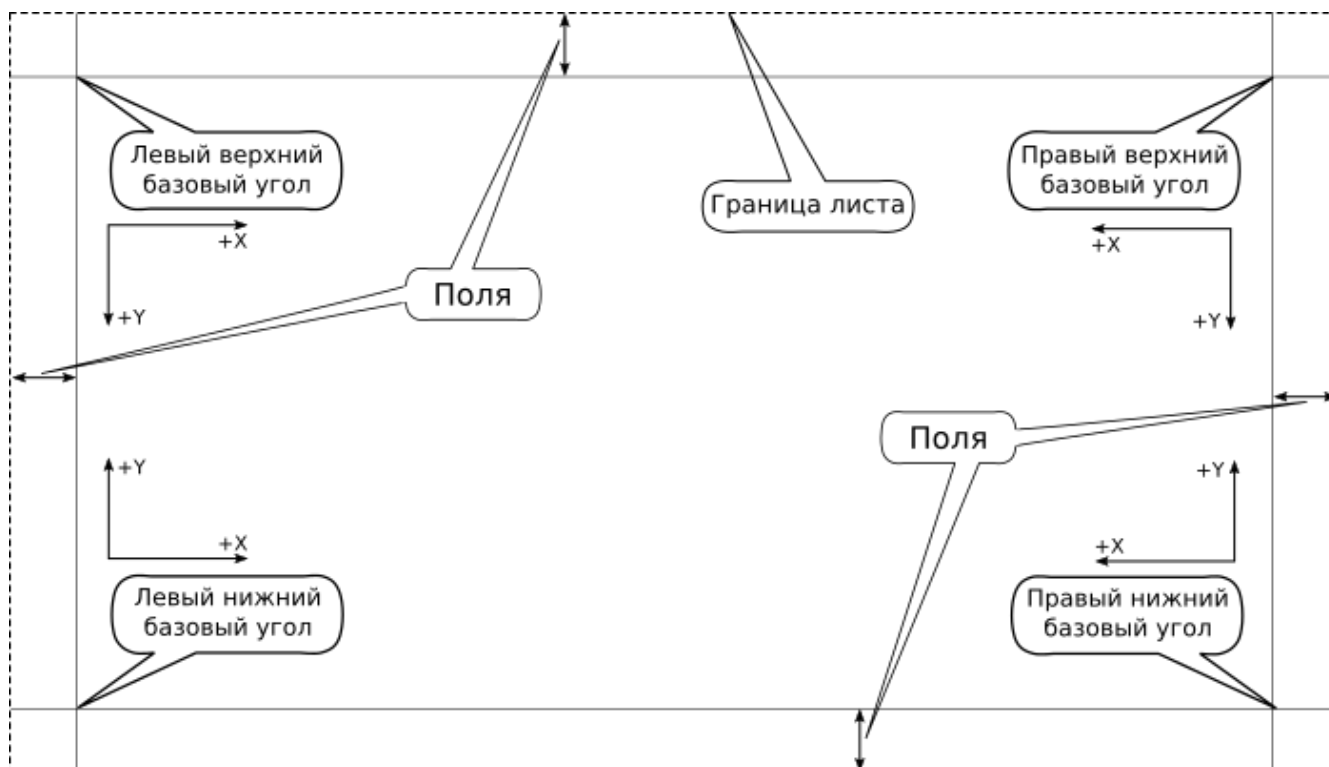 Левый верхний
базовый угол
Правый верхний
базовый угол
Граница листа
+X
+X
Поля
+Y
+Y
Поля
+Y
+Y
+X
+X
Левый нижний
базовый угол
Правый нижний
базовый угол